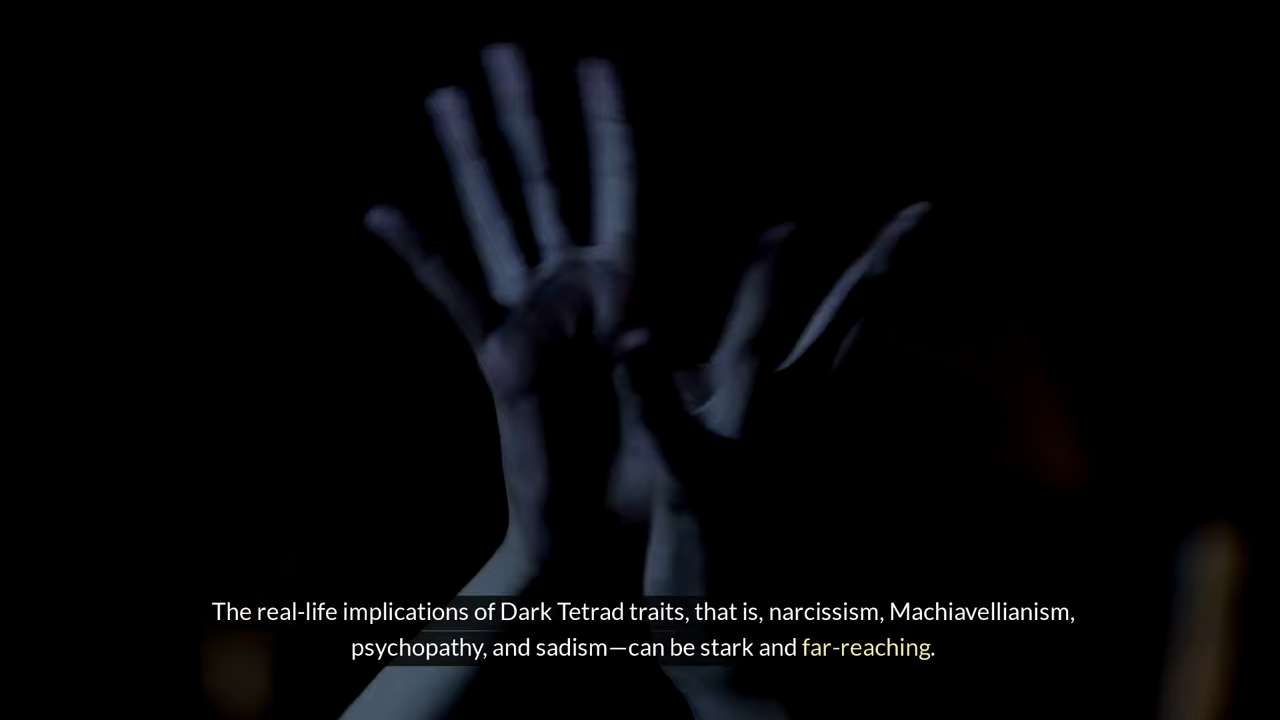 The real-life implications of Dark Tetrad traits, that is, narcissism, Machiavellianism,
psychopathy, and sadism—can be stark and far-reaching.